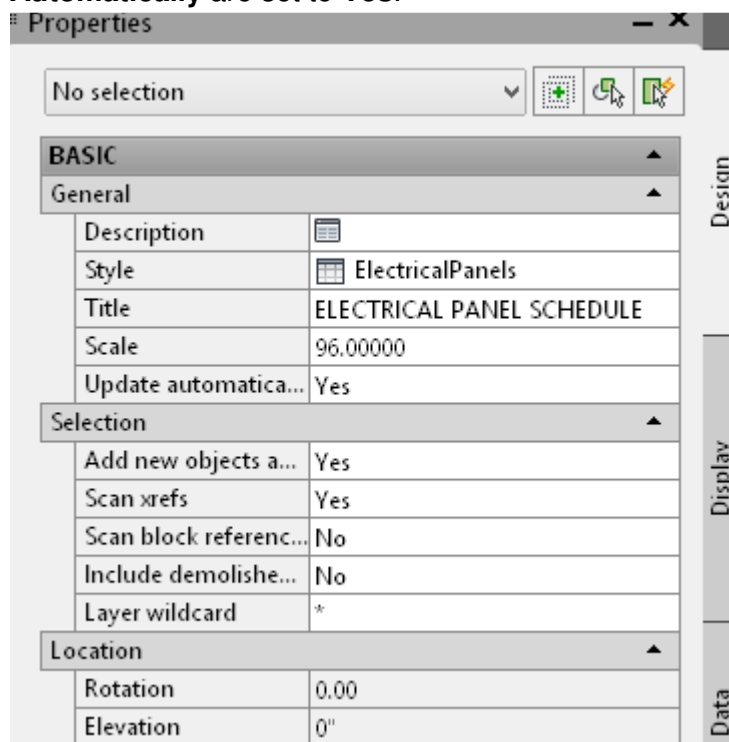 Automatically are set to Yes.
Properties
No selection
BASIC
General
Description
Style ElectricalPanels
Title ELECTRICAL PANEL SCHEDULE
Scale 96.00000
Update automatica... Yes
Selection
Add new objects a... Yes
Scan xrefs Yes
Scan block referenc... No
Include demolishe... No
Layer wildcard *
Location
Rotation 0.00
Elevation 0"
Design
Display
Data